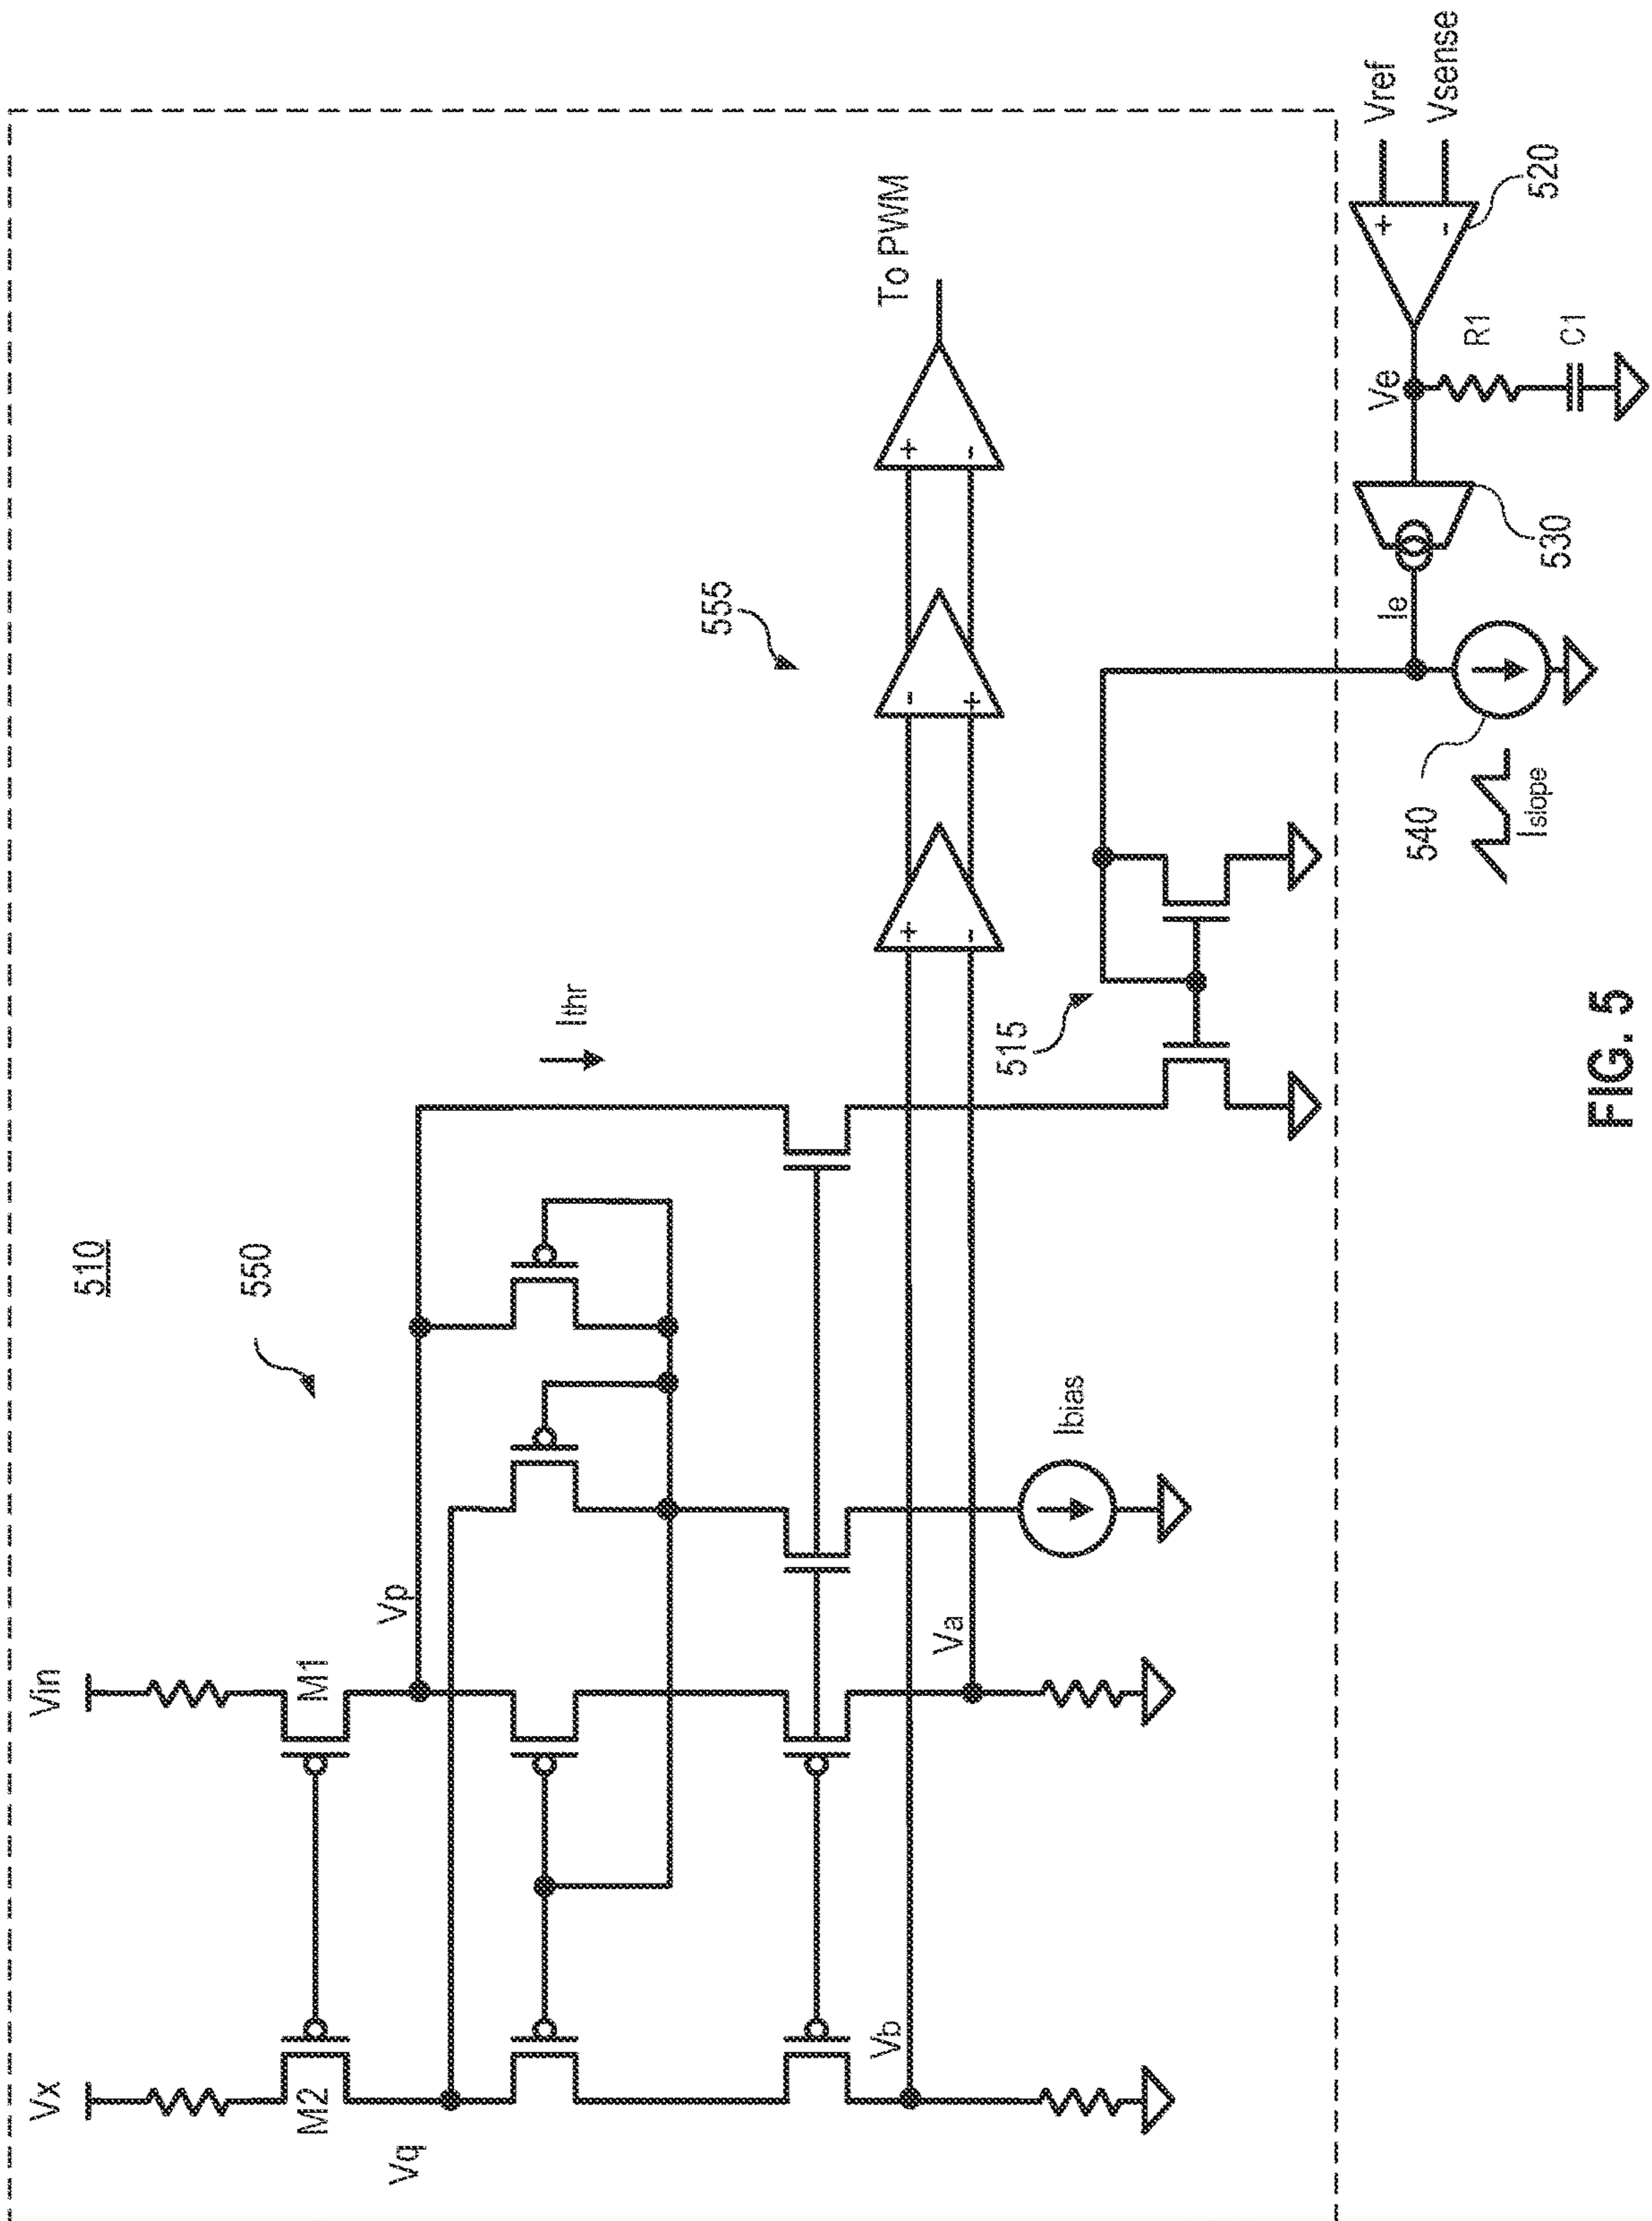 510
550
Vx
Vin
M2
M1
Vq
Vp
Ithr
555
To PWM
+
-
-
+
+
-
Vb
Va
Ibias
515
Ie
Ve
Vref
Vsense
+
-
520
530
R1
C1
540
Islope
FIG. 5